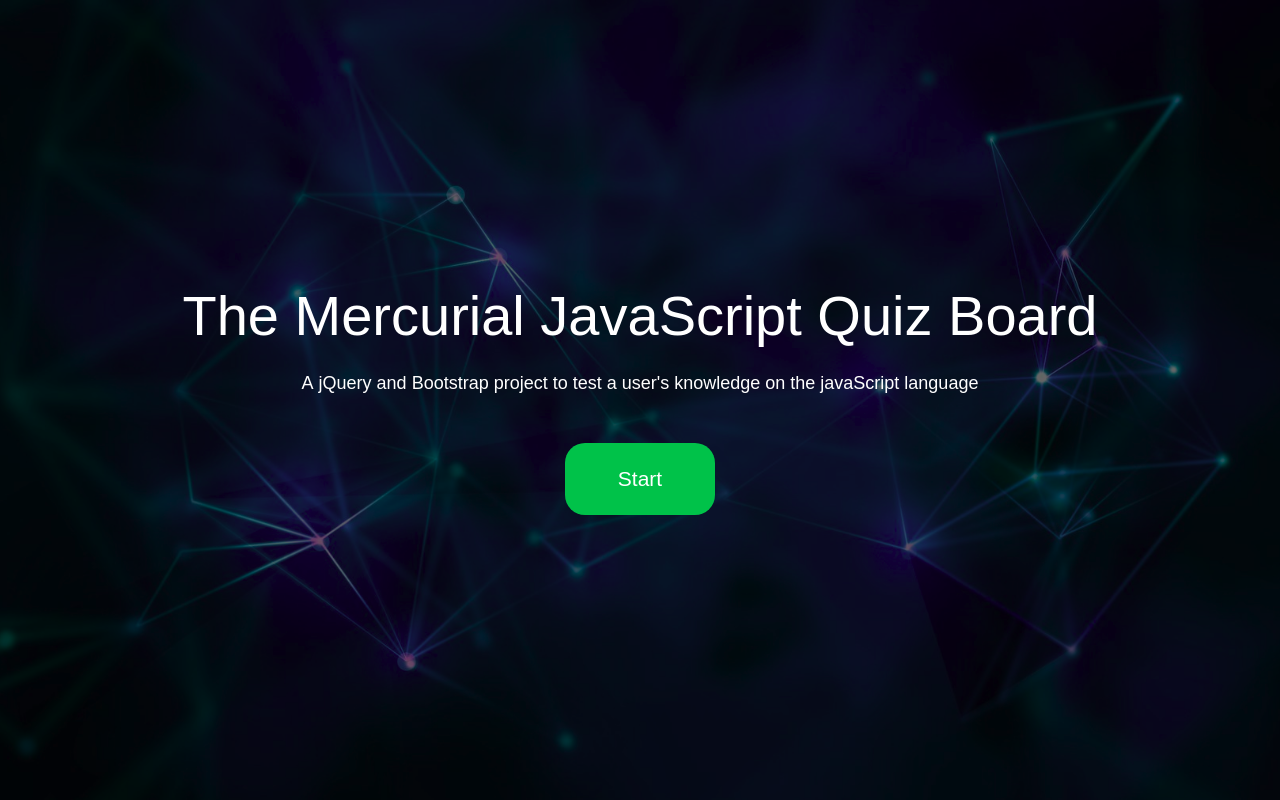 The Mercurial JavaScript Quiz Board
A jQuery and Bootstrap project to test a user's knowledge on the javaScript language
Start